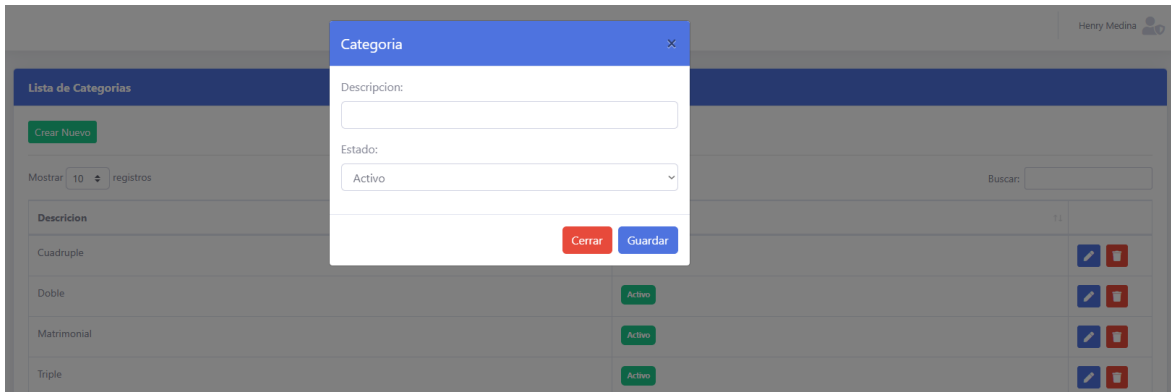 Henry Medina
Categoria ×
Lista de Categorias
Descripcion:
Crear Nuevo
Estado:
Mostrar 10 registros
Activo
Buscar:
Descricion
Cerrar Guardar
Cuadruple
Doble Activo
Matrimonial Activo
Triple Activo